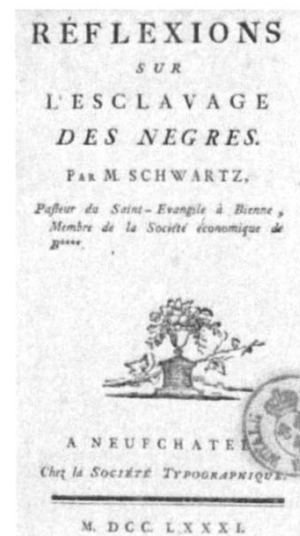 RÉFLEXIONS
SUR
L'ESCLAVAGE
DES NEGRES.
PAR M. SCHWARTZ,
Pasteur du Saint-Evangile à Bienne,
Membre de la Société économique de
B****.
A NEUFCHATEL
Chez la SOCIÉTÉ TYPOGRAPHIQUE.
M. DCC. LXXXI.